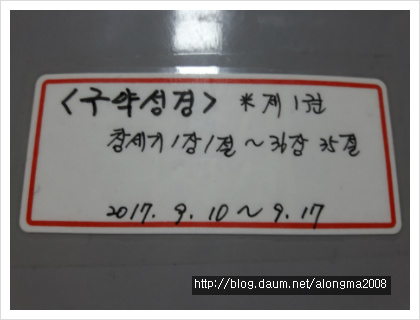 <구약성경> ※제1권
창세기 1장1절~36장 35절
2017. 9. 10 ~ 9. 17
http://blog.daum.net/alongma2008